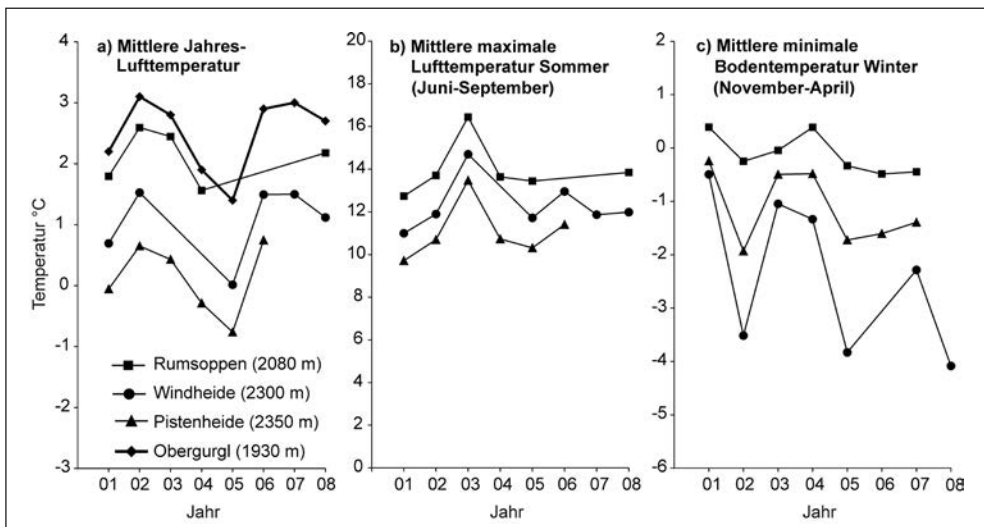 a) Mittlere Jahres-
Lufttemperatur
Temperatur °C
4
3
2
1
0
-1
-2
-3
Rumsoppen (2080 m)
Windheide (2300 m)
Pistenheide (2350 m)
Obergurgl (1930 m)
01 02 03 04 05 06 07 08
Jahr
b) Mittlere maximale
Lufttemperatur Sommer
(Juni-September)
20
18
16
14
12
10
8
6
4
2
0
01 02 03 04 05 06 07 08
Jahr
c) Mittlere minimale
Bodentemperatur Winter
(November-April)
2
1
0
-1
-2
-3
-4
-5
-6
01 02 03 04 05 06 07 08
Jahr